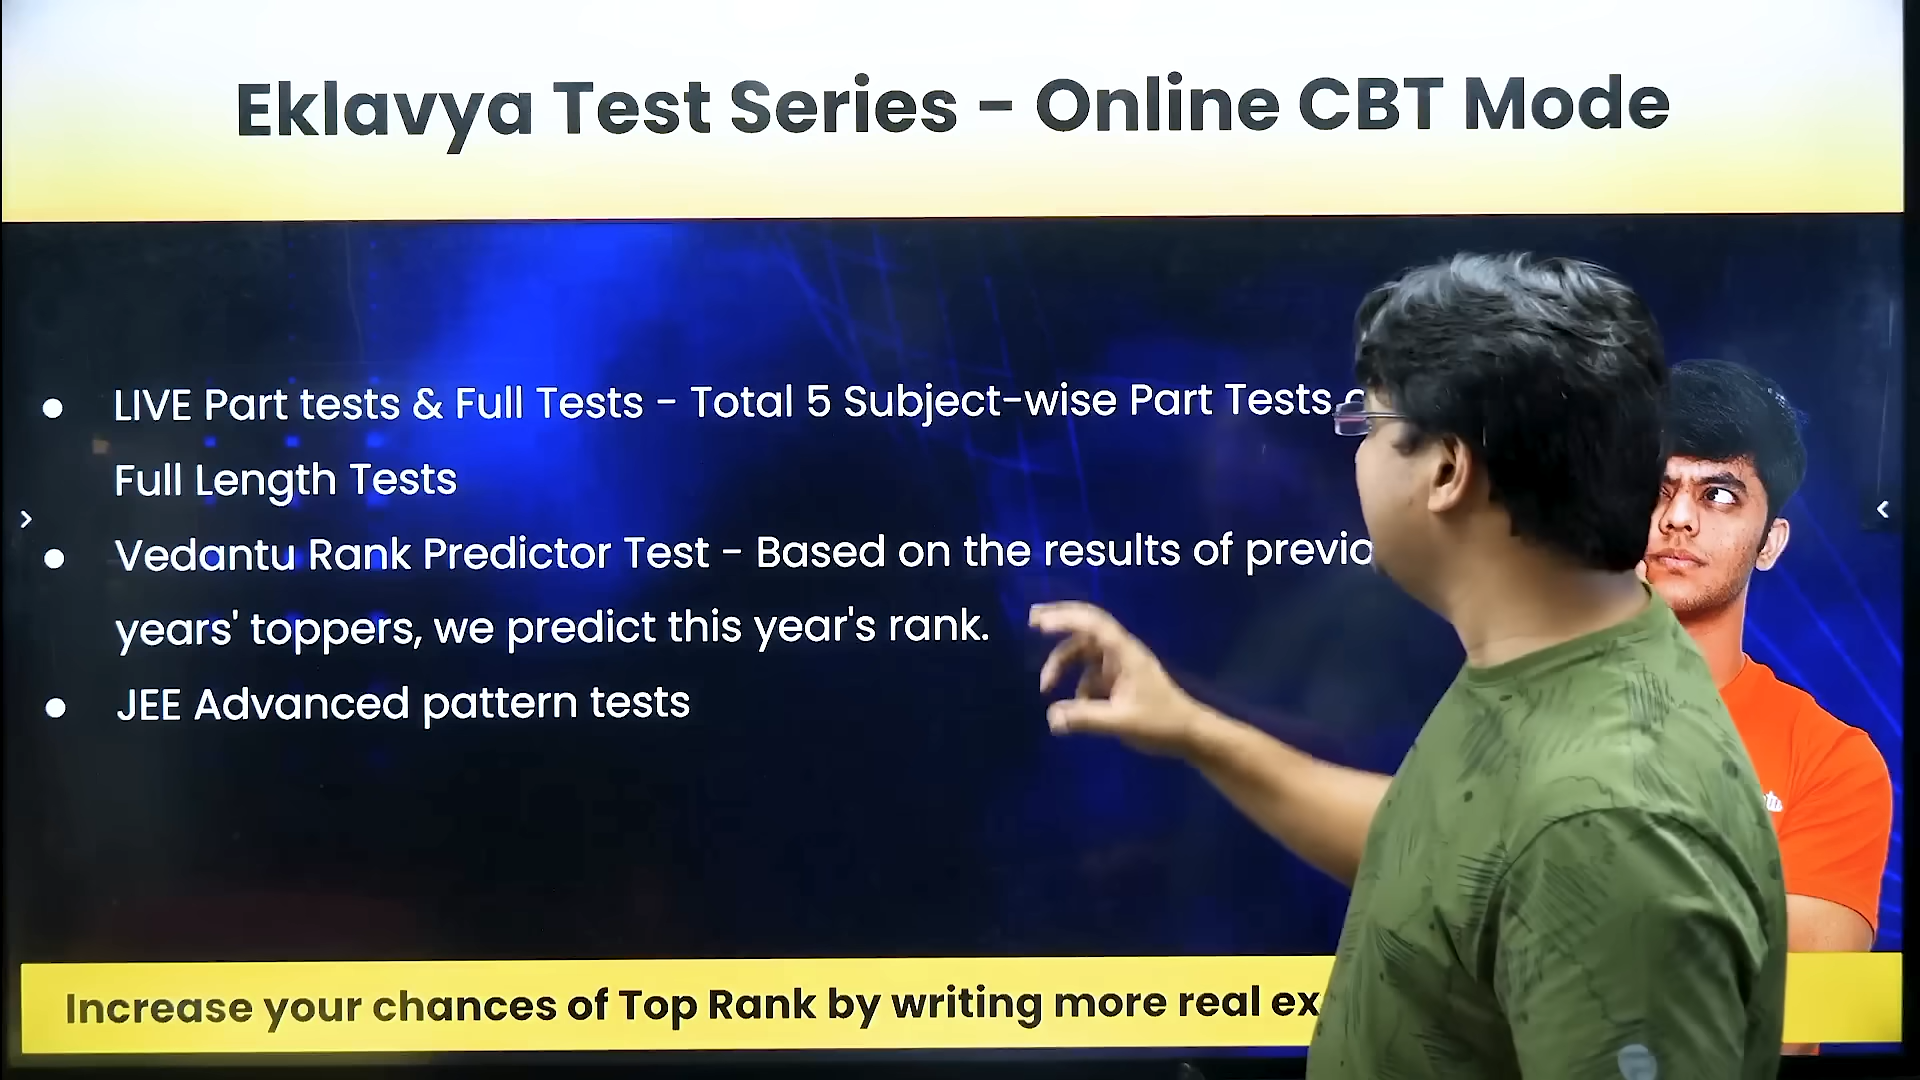 Eklavya Test Series - Online CBT Mode
• LIVE Part tests & Full Tests - Total 5 Subject-wise Part Tests
Full Length Tests
• Vedantu Rank Predictor Test - Based on the results of
years' toppers, we predict this year's rank.
• JEE Advanced pattern tests
Increase your chances of Top Rank by writing more real